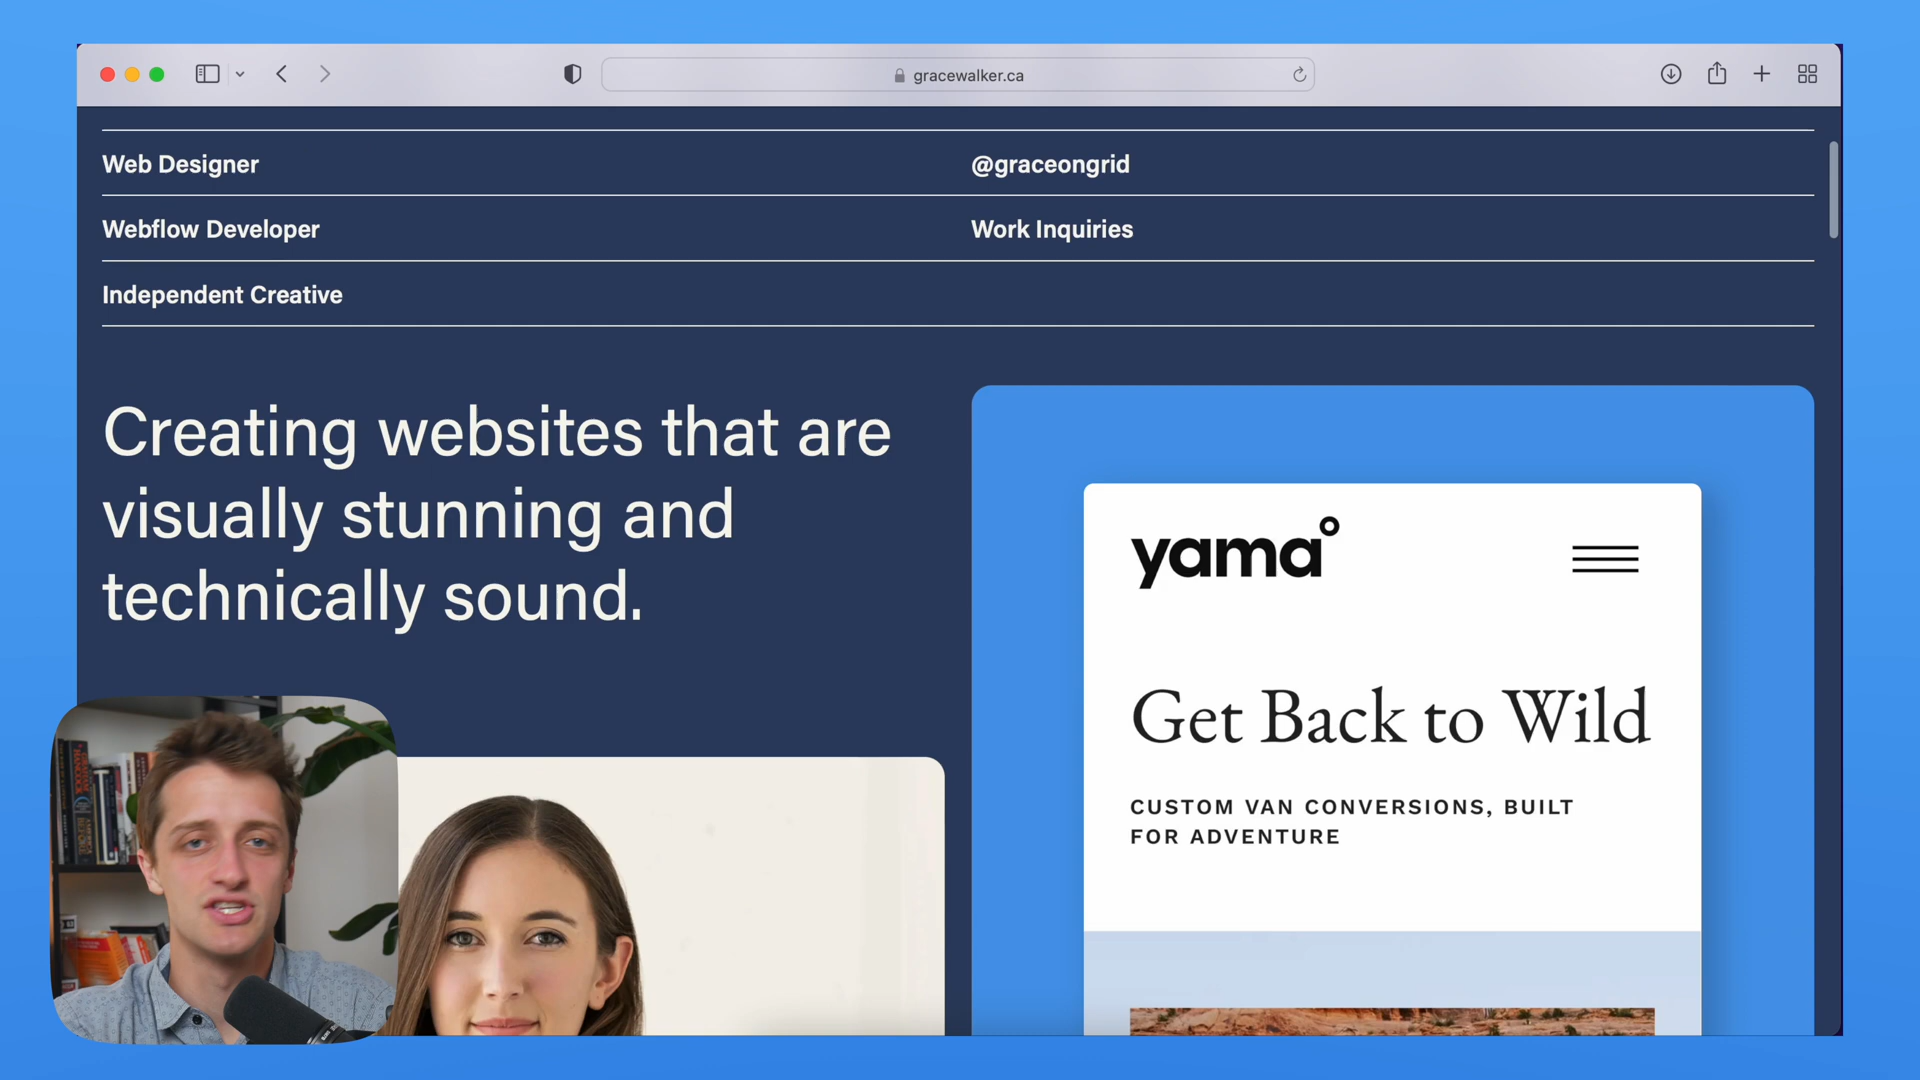 gracewalker.ca
Web Designer
@graceongrid
Webflow Developer
Work Inquiries
Independent Creative
Creating websites that are
visually stunning and
technically sound.
yama°
Get Back to Wild
CUSTOM VAN CONVERSIONS, BUILT
FOR ADVENTURE